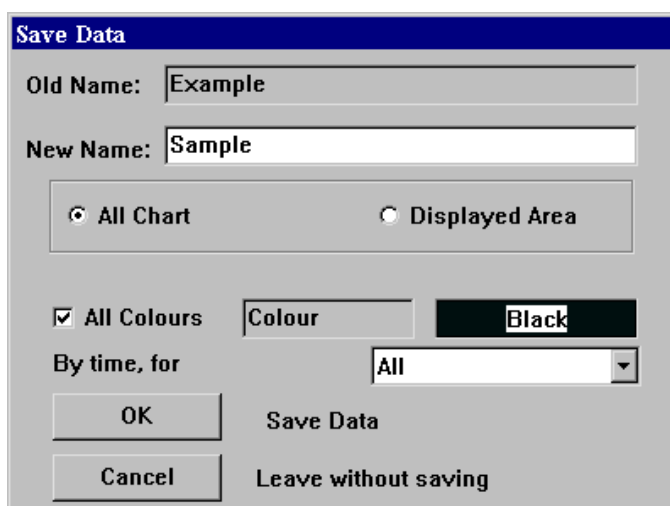 Save Data
Old Name: Example
New Name: Sample
All Chart Displayed Area
All Colours Colour Black
By time, for All
OK Save Data
Cancel Leave without saving